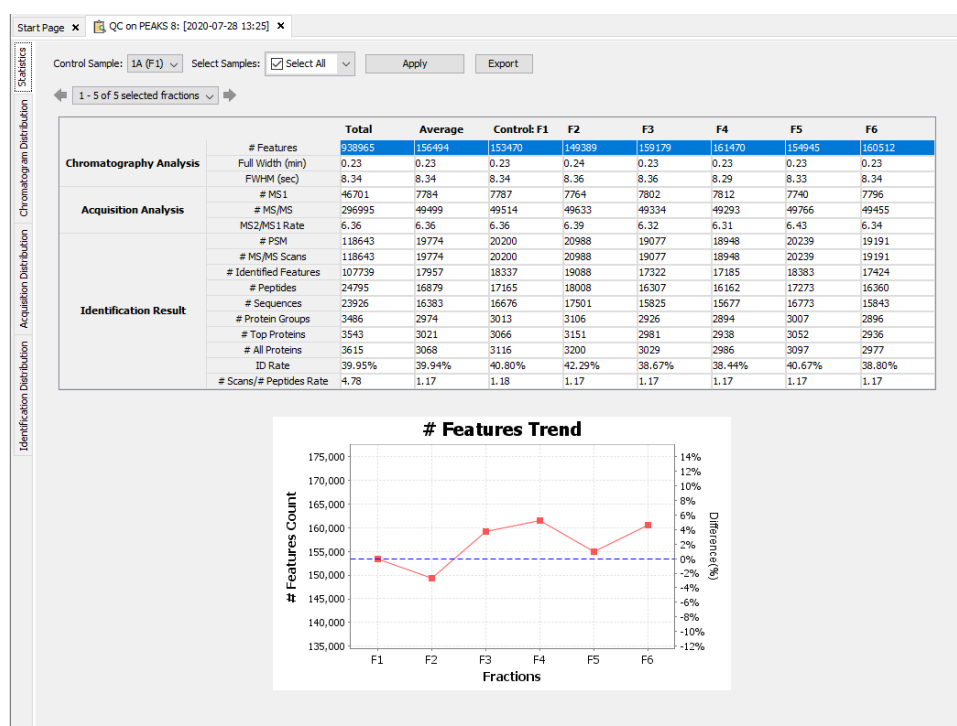 Start Page × QC on PEAKS 8: [2020-07-28 13:25] ×
Statistics
Chromatogram Distribution
Acquisition Distribution
Identification Distribution
Control Sample: 1A (F1) Select Samples: Select All Apply Export
1 - 5 of 5 selected fractions
Total Average Control: F1 F2 F3 F4 F5 F6
Chromatography Analysis
# Features 938965 156494 153470 149389 159179 161470 154945 160512
Full Width (min) 0.23 0.23 0.23 0.24 0.23 0.23 0.23 0.23
FWHM (sec) 8.34 8.34 8.34 8.36 8.36 8.29 8.33 8.34
Acquisition Analysis
# MS1 46701 7784 7787 7764 7802 7812 7740 7796
# MS/MS 296995 49499 49514 49633 49334 49293 49766 49455
MS2/MS1 Rate 6.36 6.36 6.36 6.39 6.32 6.31 6.43 6.34
Identification Result
# PSM 118643 19774 20200 20988 19077 18948 20239 19191
# MS/MS Scans 118643 19774 20200 20988 19077 18948 20239 19191
# Identified Features 107739 17957 18337 19088 17322 17185 18383 17424
# Peptides 24795 16879 17165 18008 16307 16162 17273 16360
# Sequences 23926 16383 16676 17501 15825 15677 16773 15843
# Protein Groups 3486 2974 3013 3106 2926 2894 3007 2896
# Top Proteins 3543 3021 3066 3151 2981 2938 3052 2936
# All Proteins 3615 3068 3116 3200 3029 2986 3097 2977
ID Rate 39.95% 39.94% 40.80% 42.29% 38.67% 38.44% 40.67% 38.80%
# Scans/# Peptides Rate 4.78 1.17 1.18 1.17 1.17 1.17 1.17 1.17
# Features Trend
# Features Count
175,000
170,000
165,000
160,000
155,000
150,000
145,000
140,000
135,000
14%
12%
10%
8%
6%
4%
2%
0%
-2%
-4%
-6%
-8%
-10%
-12%
Difference(%)
F1 F2 F3 F4 F5 F6
Fractions